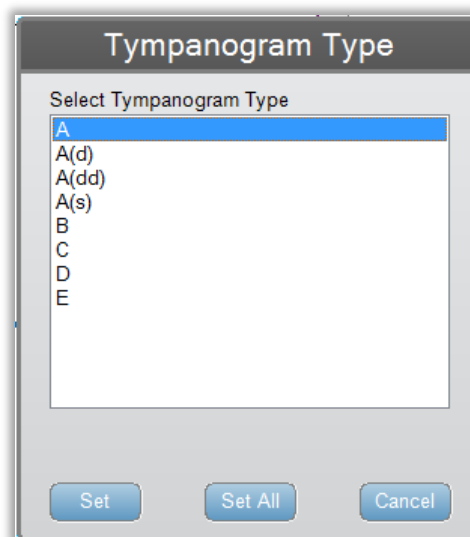 Tympanogram Type
Select Tympanogram Type
A
A(d)
A(dd)
A(s)
B
C
D
E
Set Set All Cancel